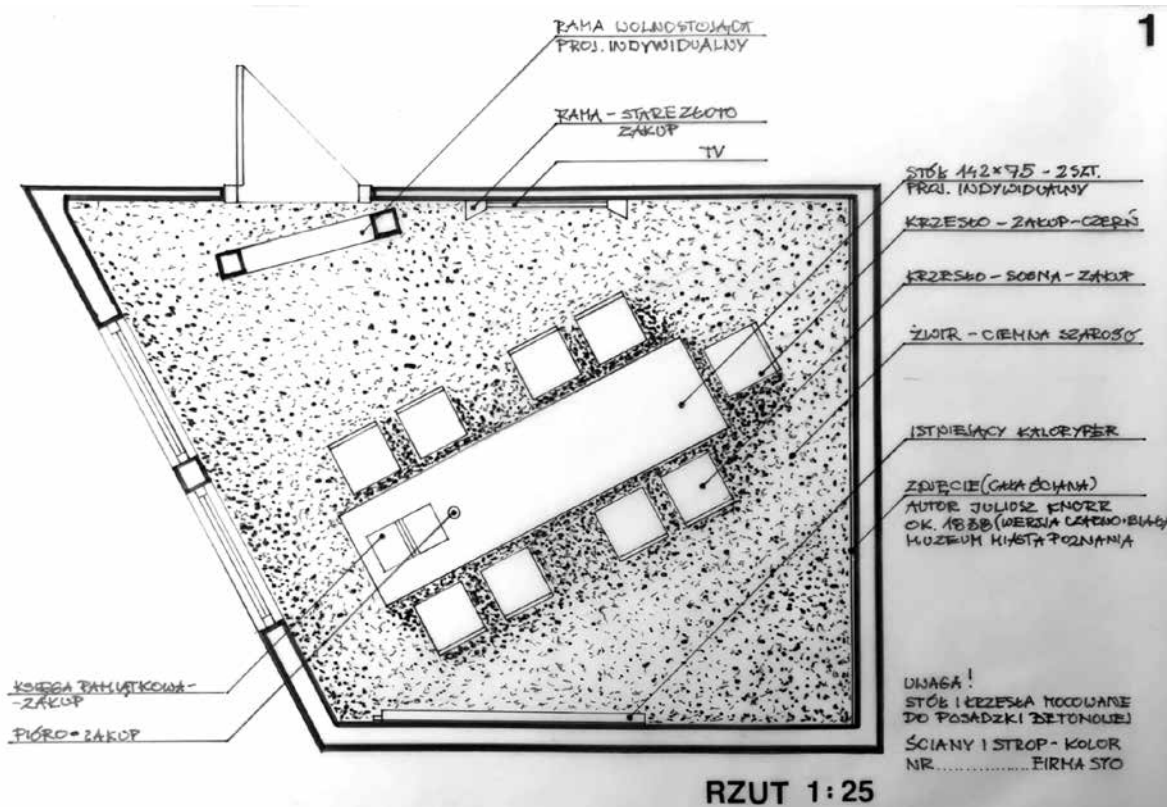 1
RAMA WOLNOSTOJĄCA
PROJ. INDYWIDUALNY
RAMA - STARE ZŁOTO
ZAKUP
TV
STÓŁ 142 x 75 - 2 SZT.
PROJ. INDYWIDUALNY
KRZESŁO - ZAKUP - CZERŃ
KRZESŁO - SOSNA - ZAKUP
ŻWIR - CIEMNA SZAROŚĆ
ISTNIEJĄCY KALORYFER
ZDJĘCIE (CAŁA ŚCIANA)
AUTOR JULIUSZ KNORR
OK. 1838 (WERSJA CZARNO-BIAŁA)
MUZEUM MIASTA POZNANIA
KSIĘGA PAMIĄTKOWA -
- ZAKUP
PIÓRO - ZAKUP
UWAGA!
STÓŁ I KRZESŁA MOCOWANE
DO POSADZKI BETONOWEJ
ŚCIANY I STROP - KOLOR
NR .............. FIRMA STO
RZUT 1:25